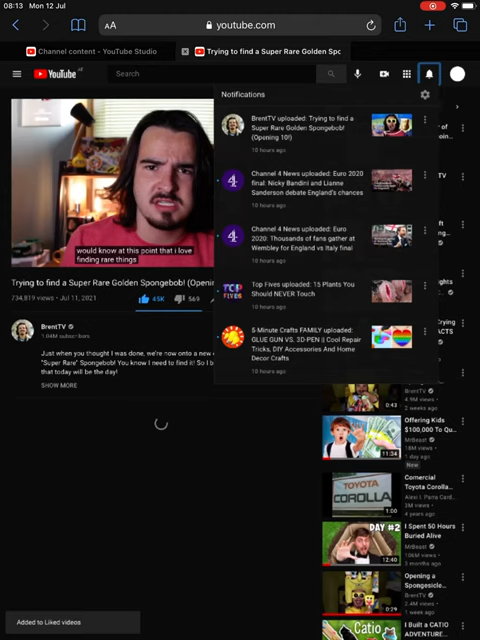 08:13 Mon 12 Jul
AA
youtube.com
Channel content - YouTube Studio
Trying to find a Super Rare Golden Spc
YouTube
Search
Notifications
BrentTV uploaded: Trying to find a
Super Rare Golden Spongebob!
(Opening 10!)
10 hours ago
Channel 4 News uploaded: Euro 2020
final: Nicky Bandini and Lianne
Sanderson debate England's chances
10 hours ago
Channel 4 News uploaded: Euro
2020: Thousands of fans gather at
Wembley for England vs Italy final
10 hours ago
TOP
FIVES
Top Fives uploaded: 15 Plants You
Should NEVER Touch
10 hours ago
5-Minute Crafts FAMILY uploaded:
GLUE GUN VS. 3D-PEN || Cool Repair
Tricks, DIY Accessories And Home
Decor Crafts
10 hours ago
would know at this point that i love
finding rare things
Trying to find a Super Rare Golden Spongebob! (Openin
734,819 views • Jul 11, 2021
45K
569
BrentTV
1.04M subscribers
Just when you thought I was done, we're now onto a new
"Super Rare" Spongebob! You know I need to find it! So I b
that today will be the day!
SHOW MORE
0:43
BrentTV
4.9M views •
2 weeks ago
Offering Kids
$100,000 To Qu...
MrBeast
18M views •
1 day ago
New
11:34
TOYOTA
COROLLA
1:00
Comercial
Toyota Corolla...
Alexi I. Parra Card...
2M views •
4 years ago
DAY #2
12:40
I Spent 50 Hours
Buried Alive
MrBeast
106M views •
3 months ago
0:29
Opening a
Spongesicle...
BrentTV
2.4M views •
1 week ago
Catio
I Built a CATIO
ADVENTURE...
Added to Liked videos